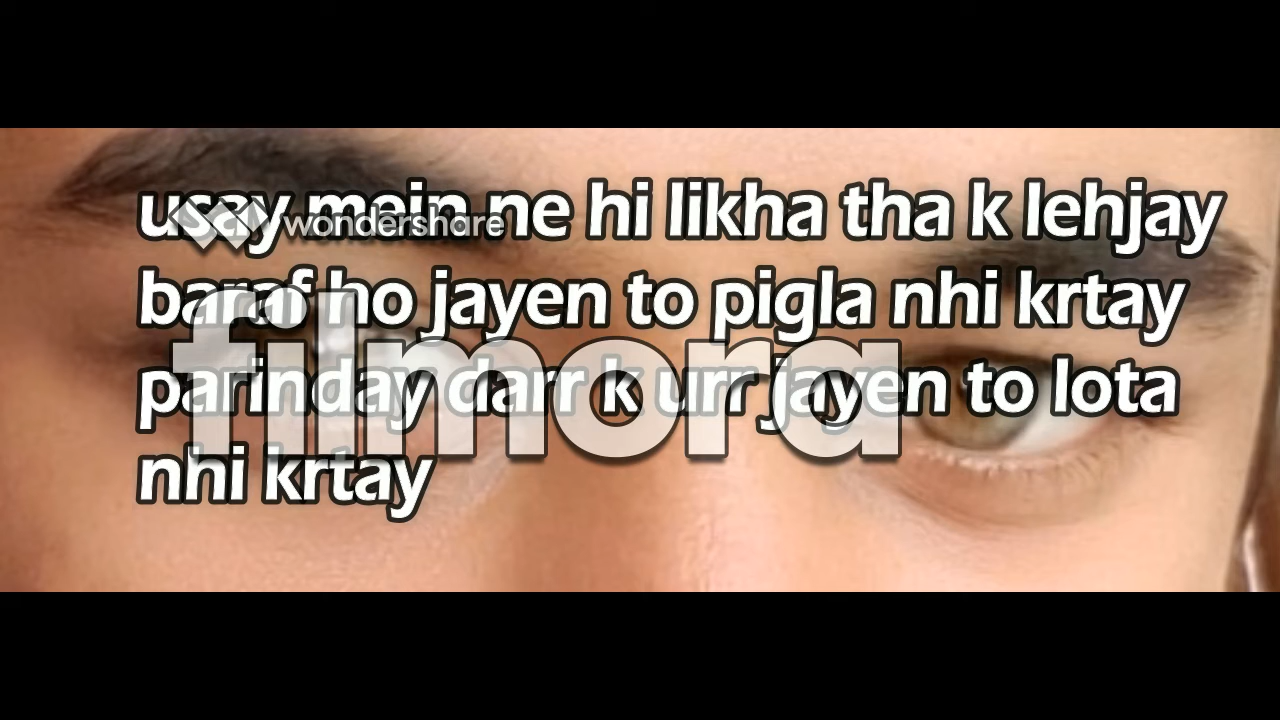 usay mein ne hi likha tha k lehjay
wondershare
baraf ho jayen to pigla nhi krtay
filmora
parinday darr k urr jayen to lota
nhi krtay